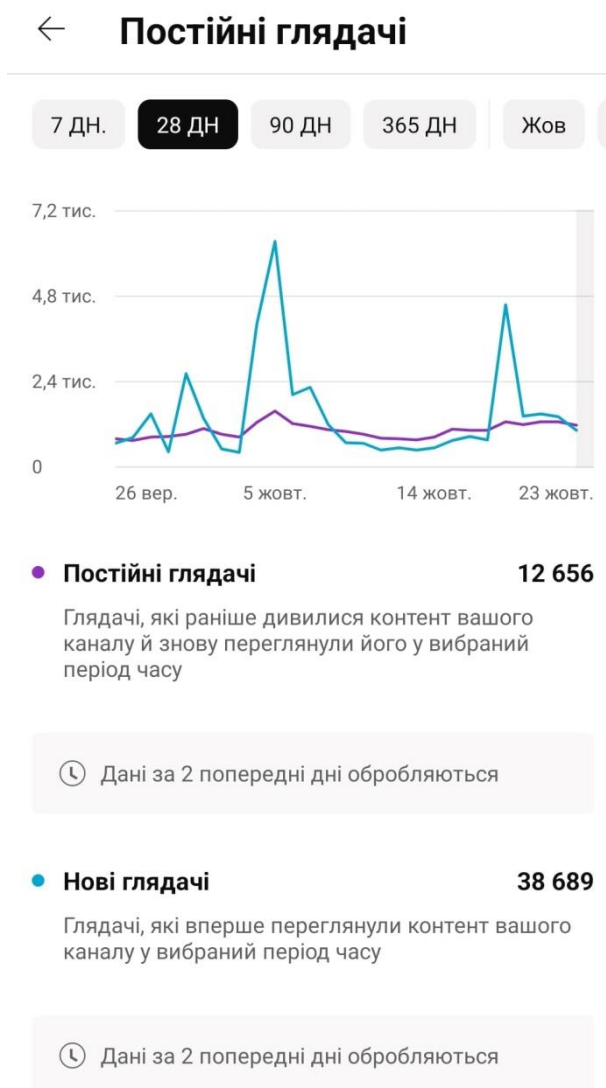 Постійні глядачі
7 ДН. 28 ДН 90 ДН 365 ДН Жов
7,2 тис.
4,8 тис.
2,4 тис.
0
26 вер. 5 жовт. 14 жовт. 23 жовт.
Постійні глядачі 12 656
Глядачі, які раніше дивилися контент вашого
каналу й знову переглянули його у вибраний
період часу
Дані за 2 попередні дні обробляються
Нові глядачі 38 689
Глядачі, які вперше переглянули контент вашого
каналу у вибраний період часу
Дані за 2 попередні дні обробляються